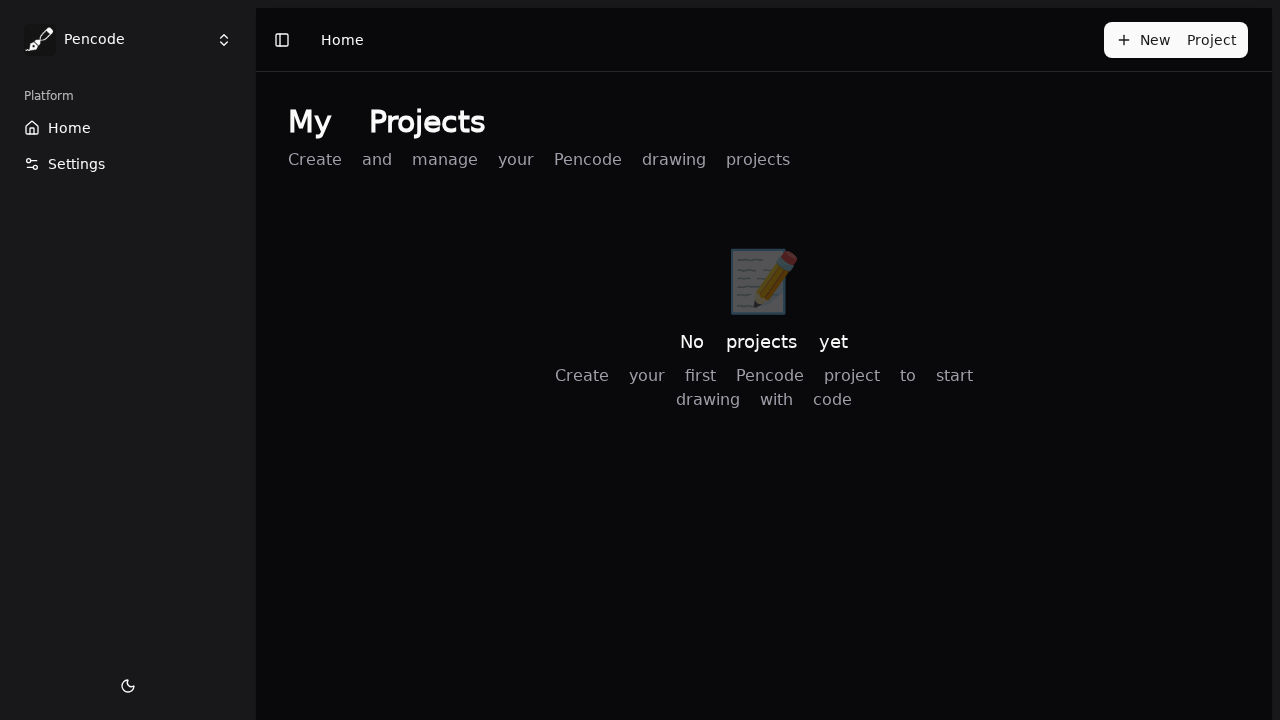 Pencode
Platform
Home
Settings
Home
New Project
My Projects
Create and manage your Pencode drawing projects
No projects yet
Create your first Pencode project to start
drawing with code